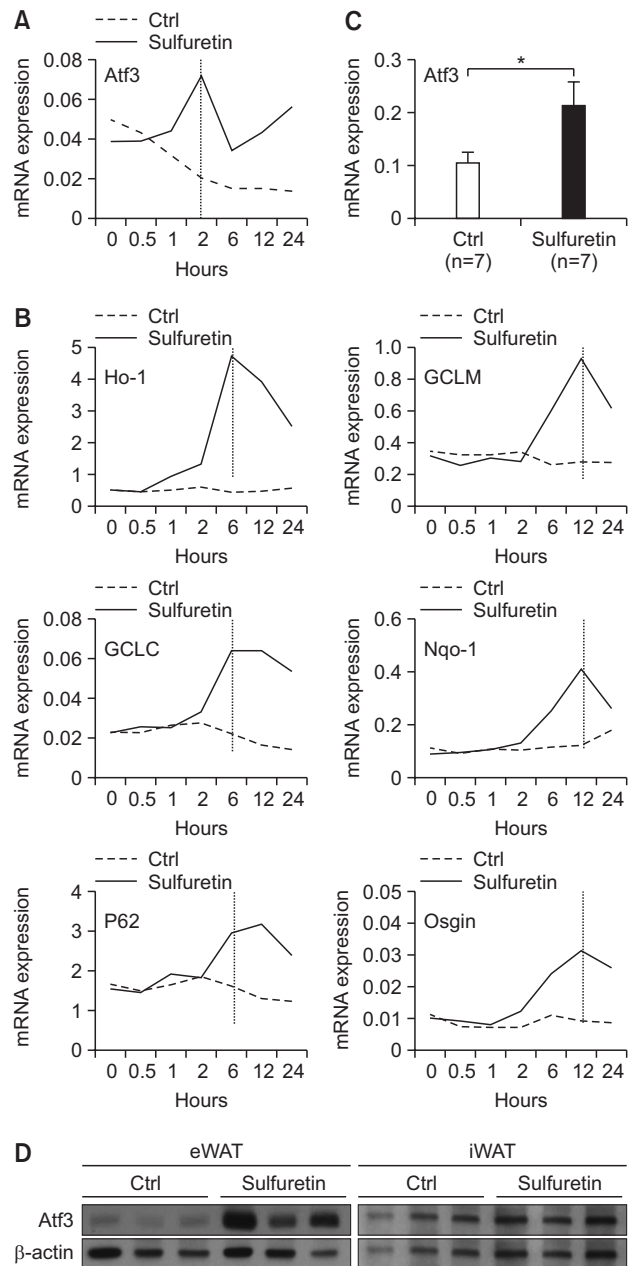 A
Ctrl
Sulfuretin
Atf3
mRNA expression
0.08
0.06
0.04
0.02
0
0 0.5 1 2 6 12 24
Hours
C
Atf3
*
mRNA expression
0.3
0.2
0.1
0
Ctrl
(n=7)
Sulfuretin
(n=7)
B
Ctrl
Sulfuretin
Ho-1
mRNA expression
5
4
3
2
1
0
0 0.5 1 2 6 12 24
Hours
Ctrl
Sulfuretin
GCLM
mRNA expression
1.0
0.8
0.6
0.4
0.2
0
0 0.5 1 2 6 12 24
Hours
Ctrl
Sulfuretin
GCLC
mRNA expression
0.08
0.06
0.04
0.02
0
0 0.5 1 2 6 12 24
Hours
Ctrl
Sulfuretin
Nqo-1
mRNA expression
0.6
0.4
0.2
0
0 0.5 1 2 6 12 24
Hours
Ctrl
Sulfuretin
P62
mRNA expression
4
3
2
1
0
0 0.5 1 2 6 12 24
Hours
Ctrl
Sulfuretin
Osgin
mRNA expression
0.05
0.04
0.03
0.02
0.01
0
0 0.5 1 2 6 12 24
Hours
D
eWAT iWAT
Ctrl Sulfuretin Ctrl Sulfuretin
Atf3
β-actin